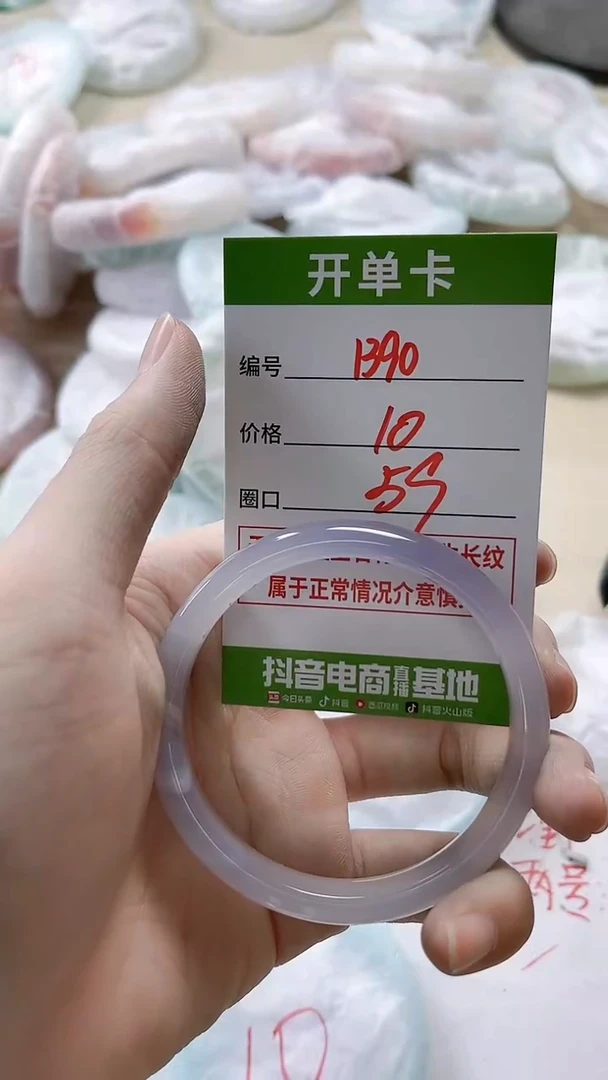 开单卡
编号 1390
价格 10
圈口 59
长纹
属于正常情况介意慎
抖音电商直播基地
今日头条 抖音 西瓜视频 抖音火山版
两号
10